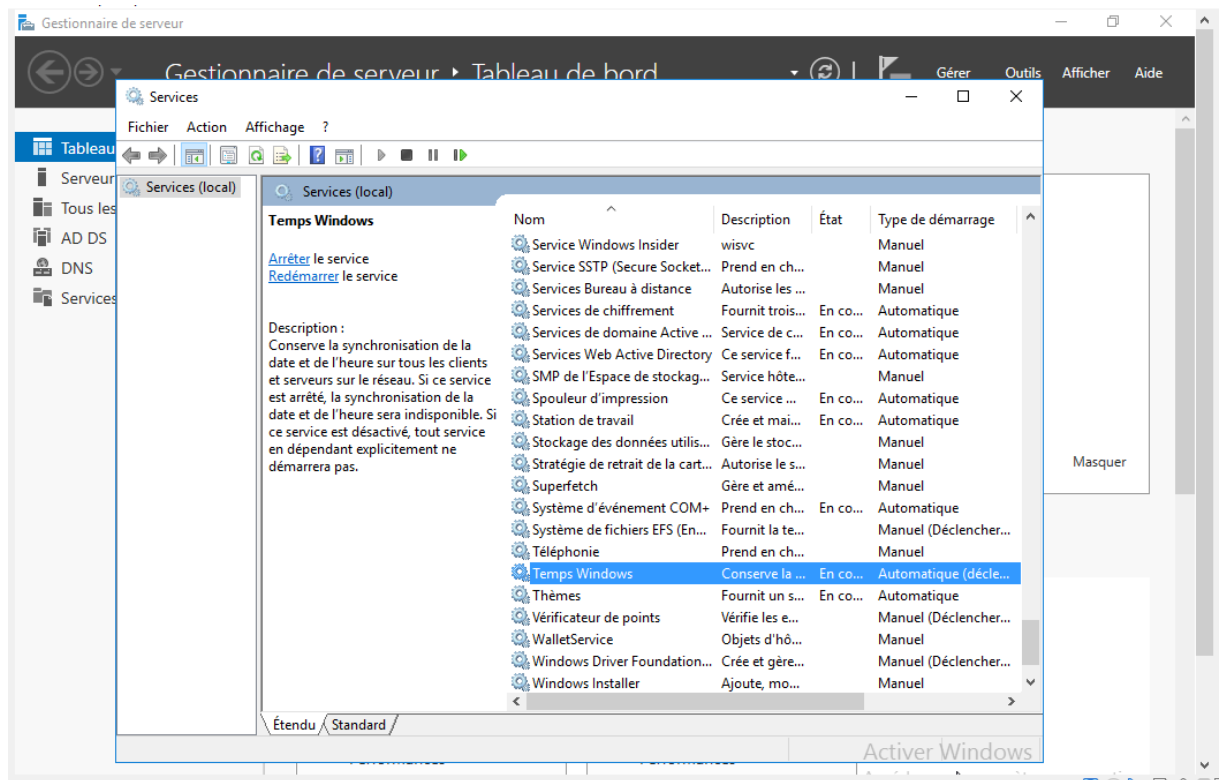 Gestionnaire de serveur
Gestionnaire de serveur ‣ Tableau de bord
Gérer Outils Afficher Aide
Services
Fichier Action Affichage ?
Tableau
Serveur
Tous les
AD DS
DNS
Services
Services (local)
Services (local)
Temps Windows
Arrêter le service
Redémarrer le service
Description :
Conserve la synchronisation de la
date et de l'heure sur tous les clients
et serveurs sur le réseau. Si ce service
est arrêté, la synchronisation de la
date et de l'heure sera indisponible. Si
ce service est désactivé, tout service
en dépendant explicitement ne
démarrera pas.
Nom Description État Type de démarrage
Service Windows Insider wisvc Manuel
Service SSTP (Secure Socket... Prend en ch... Manuel
Services Bureau à distance Autorise les ... Manuel
Services de chiffrement Fournit trois... En co... Automatique
Services de domaine Active ... Service de c... En co... Automatique
Services Web Active Directory Ce service f... En co... Automatique
SMP de l'Espace de stockag... Service hôte... Manuel
Spouleur d'impression Ce service ... En co... Automatique
Station de travail Crée et mai... En co... Automatique
Stockage des données utilis... Gère le stoc... Manuel
Stratégie de retrait de la cart... Autorise le s... Manuel
Superfetch Gère et amé... Manuel
Système d'événement COM+ Prend en ch... En co... Automatique
Système de fichiers EFS (En... Fournit la te... Manuel (Déclencher...
Téléphonie Prend en ch... Manuel
Temps Windows Conserve la ... En co... Automatique (décle...
Thèmes Fournit un s... En co... Automatique
Vérificateur de points Vérifie les e... Manuel (Déclencher...
WalletService Objets d'hô... Manuel
Windows Driver Foundation... Crée et gère... Manuel (Déclencher...
Windows Installer Ajoute, mo... Manuel
Étendu Standard
Masquer
Activer Windows